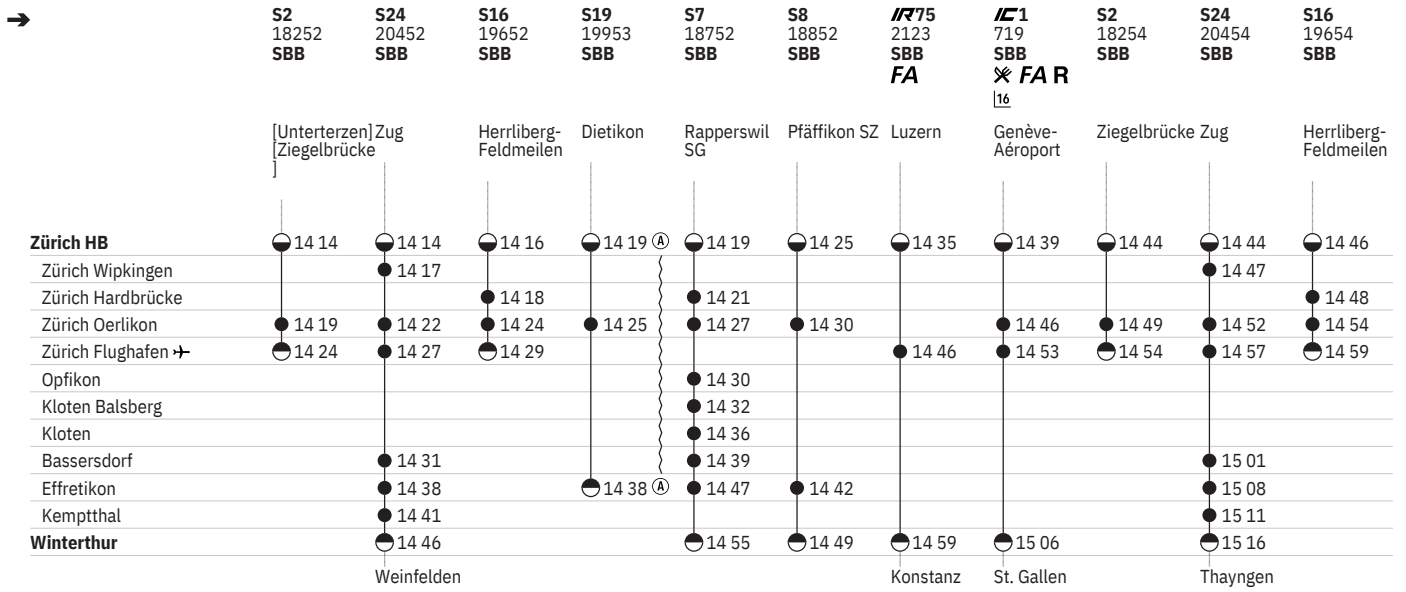 ➔ S2 S24 S16 S19 S7 S8 IR75 IC1 S2 S24 S16
18252 20452 19652 19953 18752 18852 2123 719 18254 20454 19654
SBB SBB SBB SBB SBB SBB SBB SBB SBB SBB SBB
FA FA R
16
[Unterterzen] Zug Herrliberg- Dietikon Rapperswil Pfäffikon SZ Luzern Genève- Ziegelbrücke Zug Herrliberg-
[Ziegelbrücke Feldmeilen SG Aéroport Feldmeilen
]
Zürich HB 14 14 14 14 14 16 14 19 A 14 19 14 25 14 35 14 39 14 44 14 44 14 46
Zürich Wipkingen 14 17 14 47
Zürich Hardbrücke 14 18 14 21 14 48
Zürich Oerlikon 14 19 14 22 14 24 14 25 14 27 14 30 14 46 14 49 14 52 14 54
Zürich Flughafen 14 24 14 27 14 29 14 46 14 53 14 54 14 57 14 59
Opfikon 14 30
Kloten Balsberg 14 32
Kloten 14 36
Bassersdorf 14 31 14 39 15 01
Effretikon 14 38 14 38 A 14 47 14 42 15 08
Kemptthal 14 41 15 11
Winterthur 14 46 14 55 14 49 14 59 15 06 15 16
Weinfelden Konstanz St. Gallen Thayngen